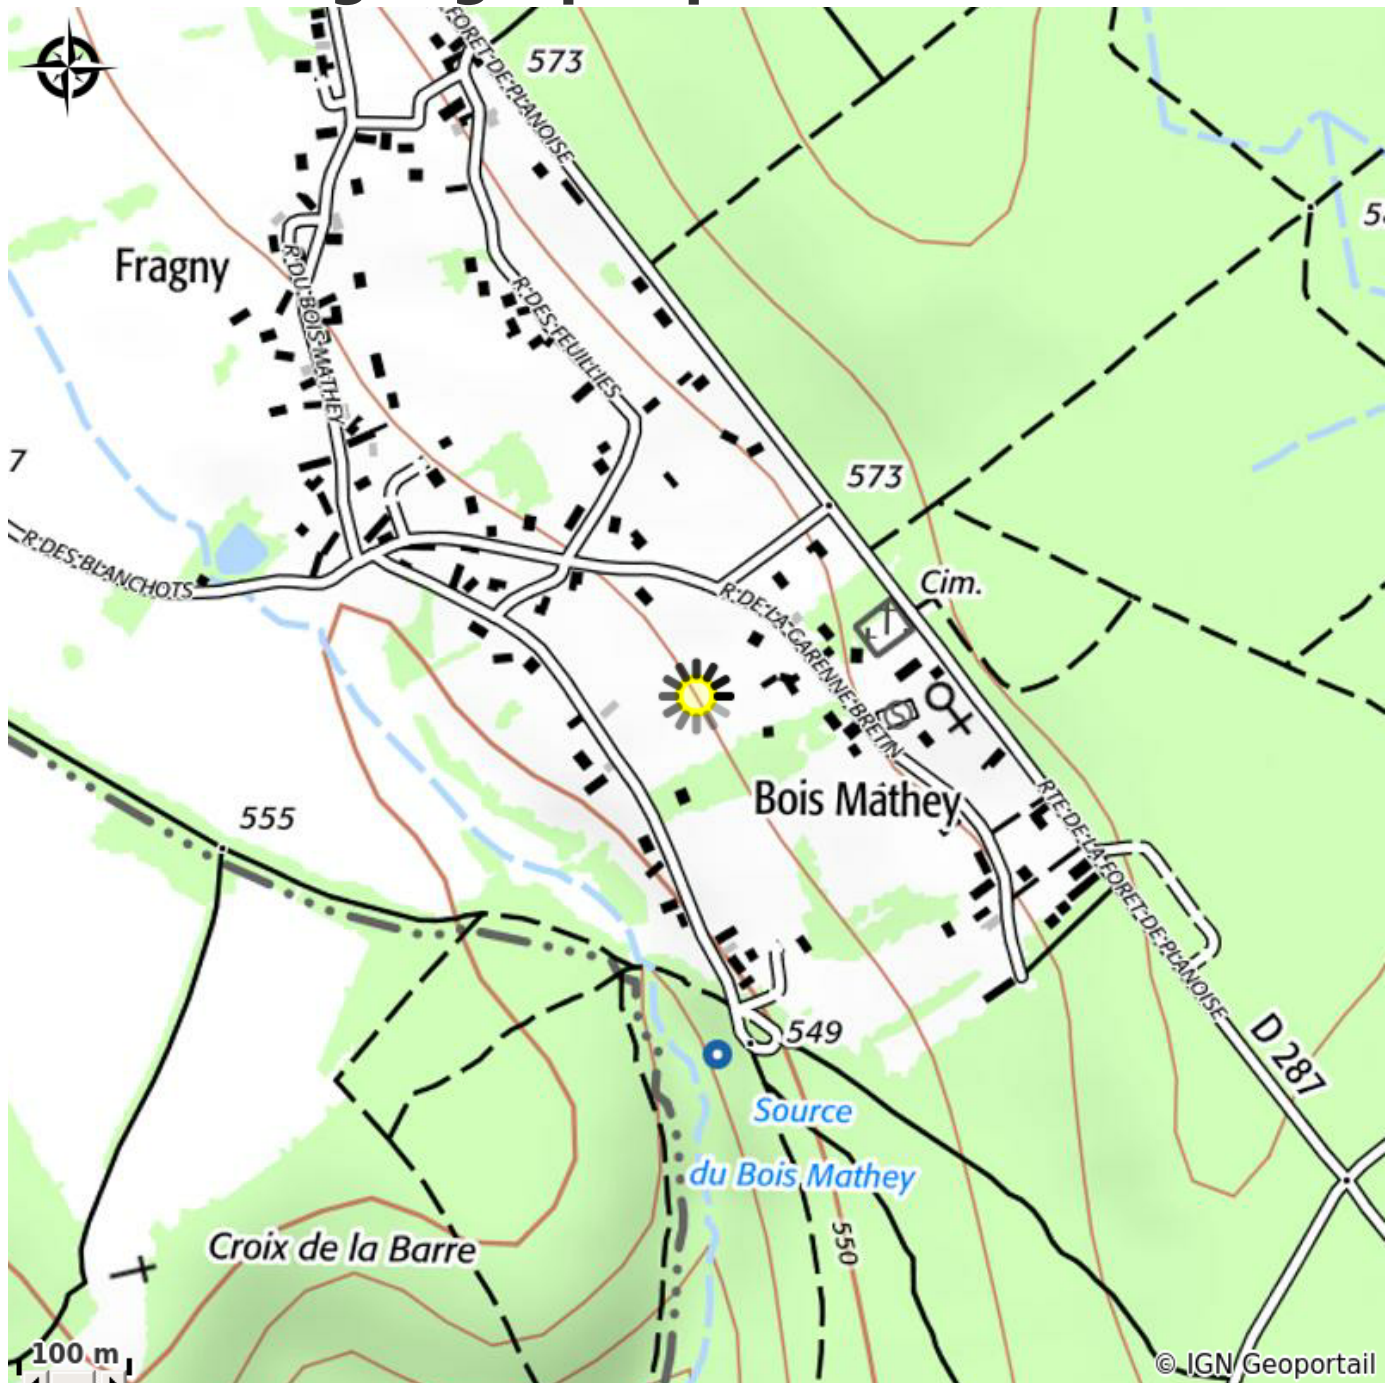 FORET-DE-PLANOISE
573
58
Fragny
R-DU-BOIS-MATHEY
R-DES-FEUILLIES
7
573
R-DES-BLANCHOTS
Cim.
R-DE-LA-GARENNE-BRETIN
S
Bois Mathey
RTE-DE-LA-FORET-DE-PLANOISE
555
549
D 287
Source
du Bois Mathey
550
Croix de la Barre
100 m
© IGN Geoportail